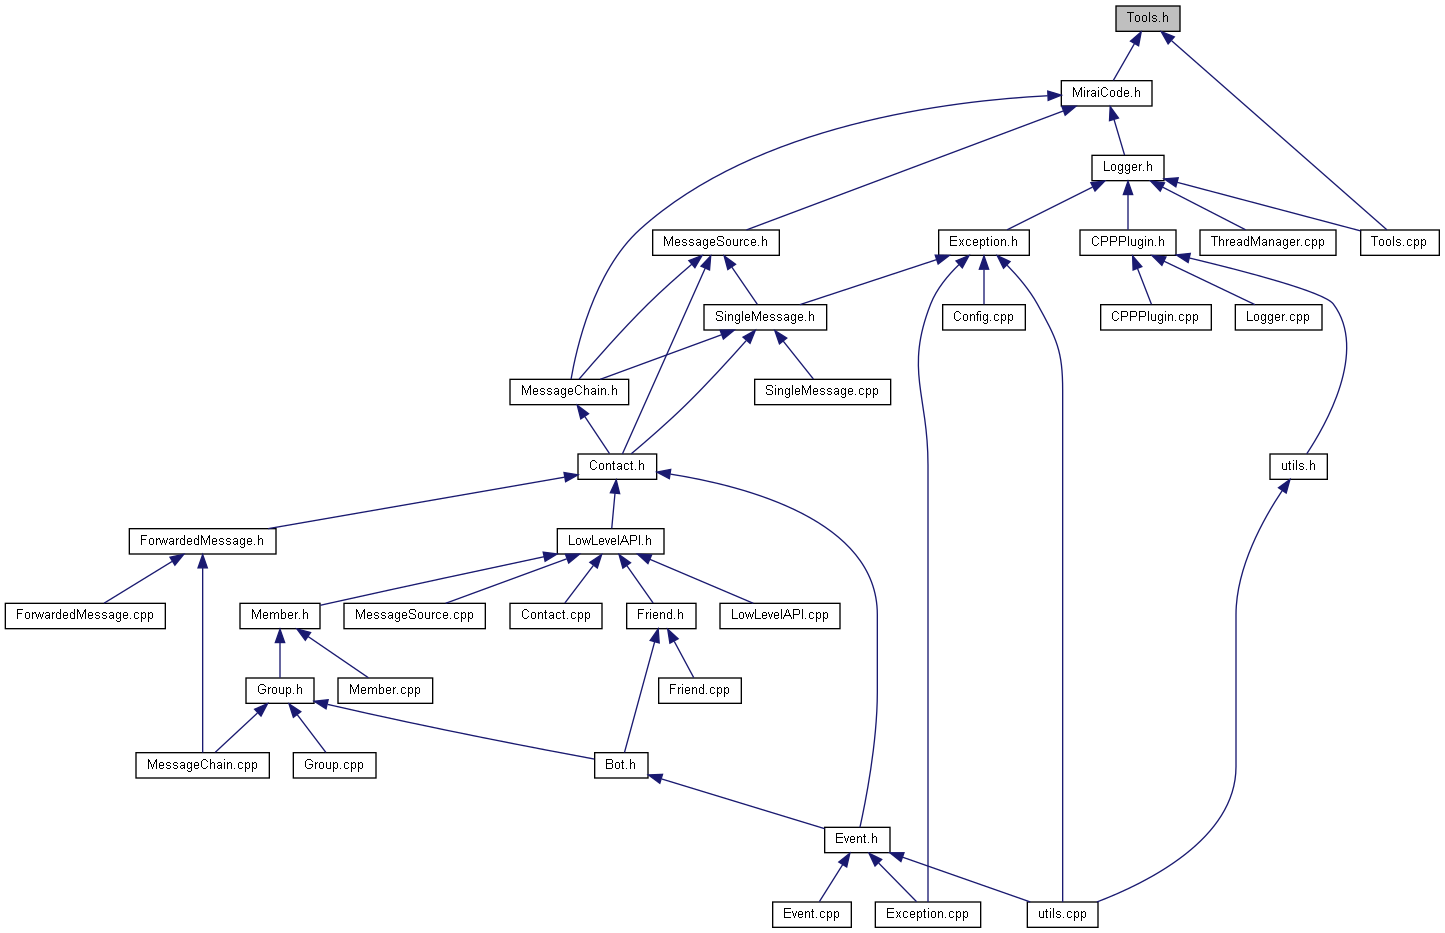 Tools.h
MiraiCode.h
Logger.h
MessageSource.h
Exception.h
CPPPlugin.h
ThreadManager.cpp
Tools.cpp
SingleMessage.h
Config.cpp
CPPPlugin.cpp
Logger.cpp
MessageChain.h
SingleMessage.cpp
Contact.h
utils.h
ForwardedMessage.h
LowLevelAPI.h
ForwardedMessage.cpp
Member.h
MessageSource.cpp
Contact.cpp
Friend.h
LowLevelAPI.cpp
Group.h
Member.cpp
Friend.cpp
MessageChain.cpp
Group.cpp
Bot.h
Event.h
Event.cpp
Exception.cpp
utils.cpp